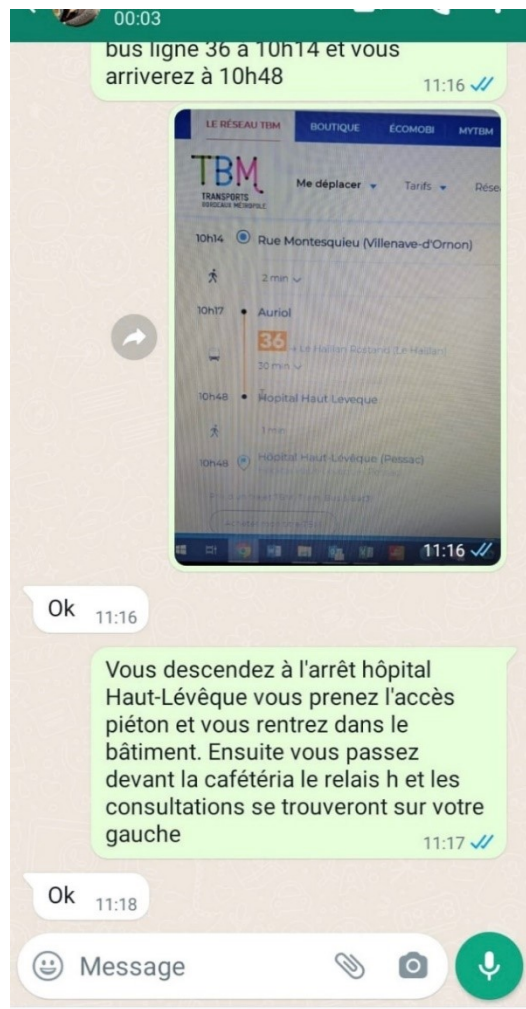 00:03
bus ligne 36 à 10h14 et vous
arriverez à 10h48
11:16
LE RÉSEAU TBM BOUTIQUE ÉCOMOBI MYTBM
TBM
TRANSPORTS
BORDEAUX MÉTROPOLE
Me déplacer Tarifs
10h14 Rue Montesquieu (Villenave-d'Ornon)
2 min
10h17 Auriol
36 Le Haillan Rostand (Le Haillan)
30 min
10h48 Hopital Haut Leveque
1 min
10h48 Hôpital Haut-Lévêque (Pessac)
11:16
Ok 11:16
Vous descendez à l'arrêt hôpital
Haut-Lévêque vous prenez l'accès
piéton et vous rentrez dans le
bâtiment. Ensuite vous passez
devant la cafétéria le relais h et les
consultations se trouveront sur votre
gauche
11:17
Ok 11:18
Message